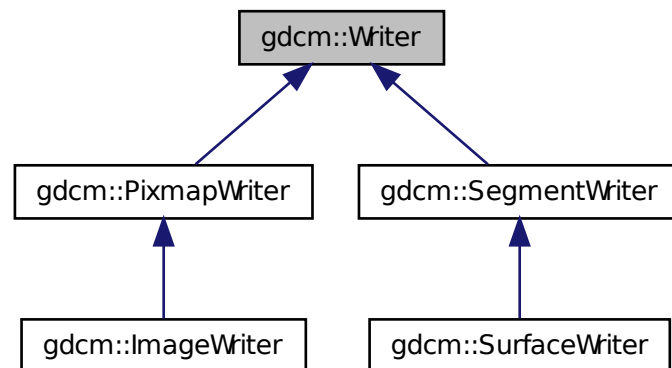 gdcm::Writer
gdcm::PixmapWriter
gdcm::SegmentWriter
gdcm::ImageWriter
gdcm::SurfaceWriter